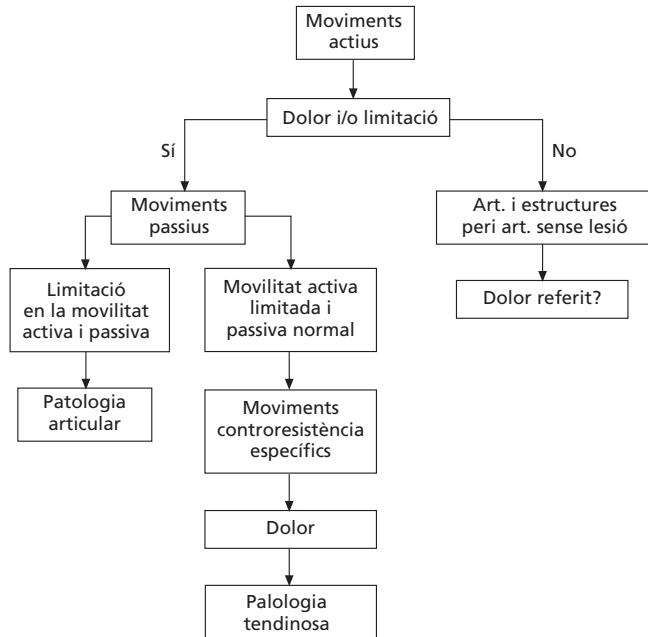 Moviments
actius
Dolor i/o limitació
Sí
No
Moviments
passius
Art. i estructures
peri art. sense lesió
Limitació
en la movilitat
activa i passiva
Movilitat activa
limitada i
passiva normal
Dolor referit?
Patologia
articular
Moviments
controresistència
específics
Dolor
Palologia
tendinosa